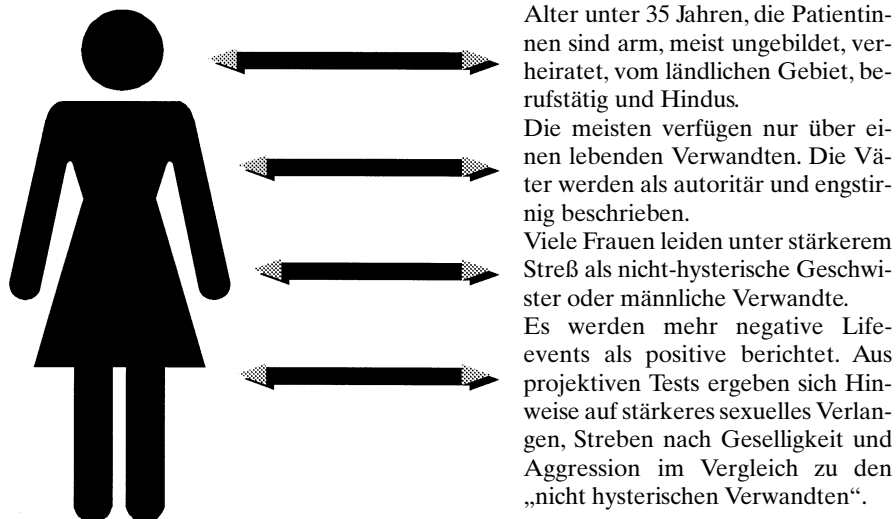 Alter unter 35 Jahren, die Patientin-
nen sind arm, meist ungebildet, ver-
heiratet, vom ländlichen Gebiet, be-
rufstätig und Hindus.
Die meisten verfügen nur über ei-
nen lebenden Verwandten. Die Vä-
ter werden als autoritär und engstir-
nig beschrieben.
Viele Frauen leiden unter stärkerem
Streß als nicht-hysterische Geschwi-
ster oder männliche Verwandte.
Es werden mehr negative Life-
events als positive berichtet. Aus
projektiven Tests ergeben sich Hin-
weise auf stärkeres sexuelles Verlan-
gen, Streben nach Geselligkeit und
Aggression im Vergleich zu den
„nicht hysterischen Verwandten“.